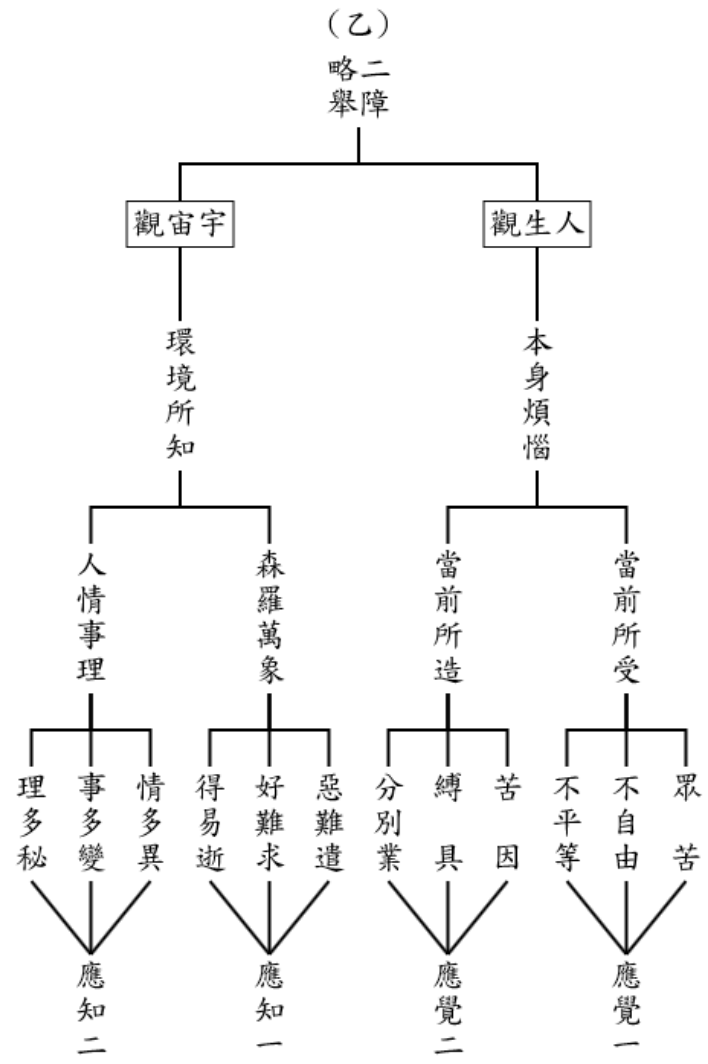 （乙）
二障
略舉
人生觀
宇宙觀
本身煩惱
環境所知
當前所受
當前所造
森羅萬象
人情事理
眾苦
不自由
不平等
苦因
縛具
分別業
惡難遣
好難求
得易逝
情多異
事多變
理多秘
應覺一
應覺二
應知一
應知二